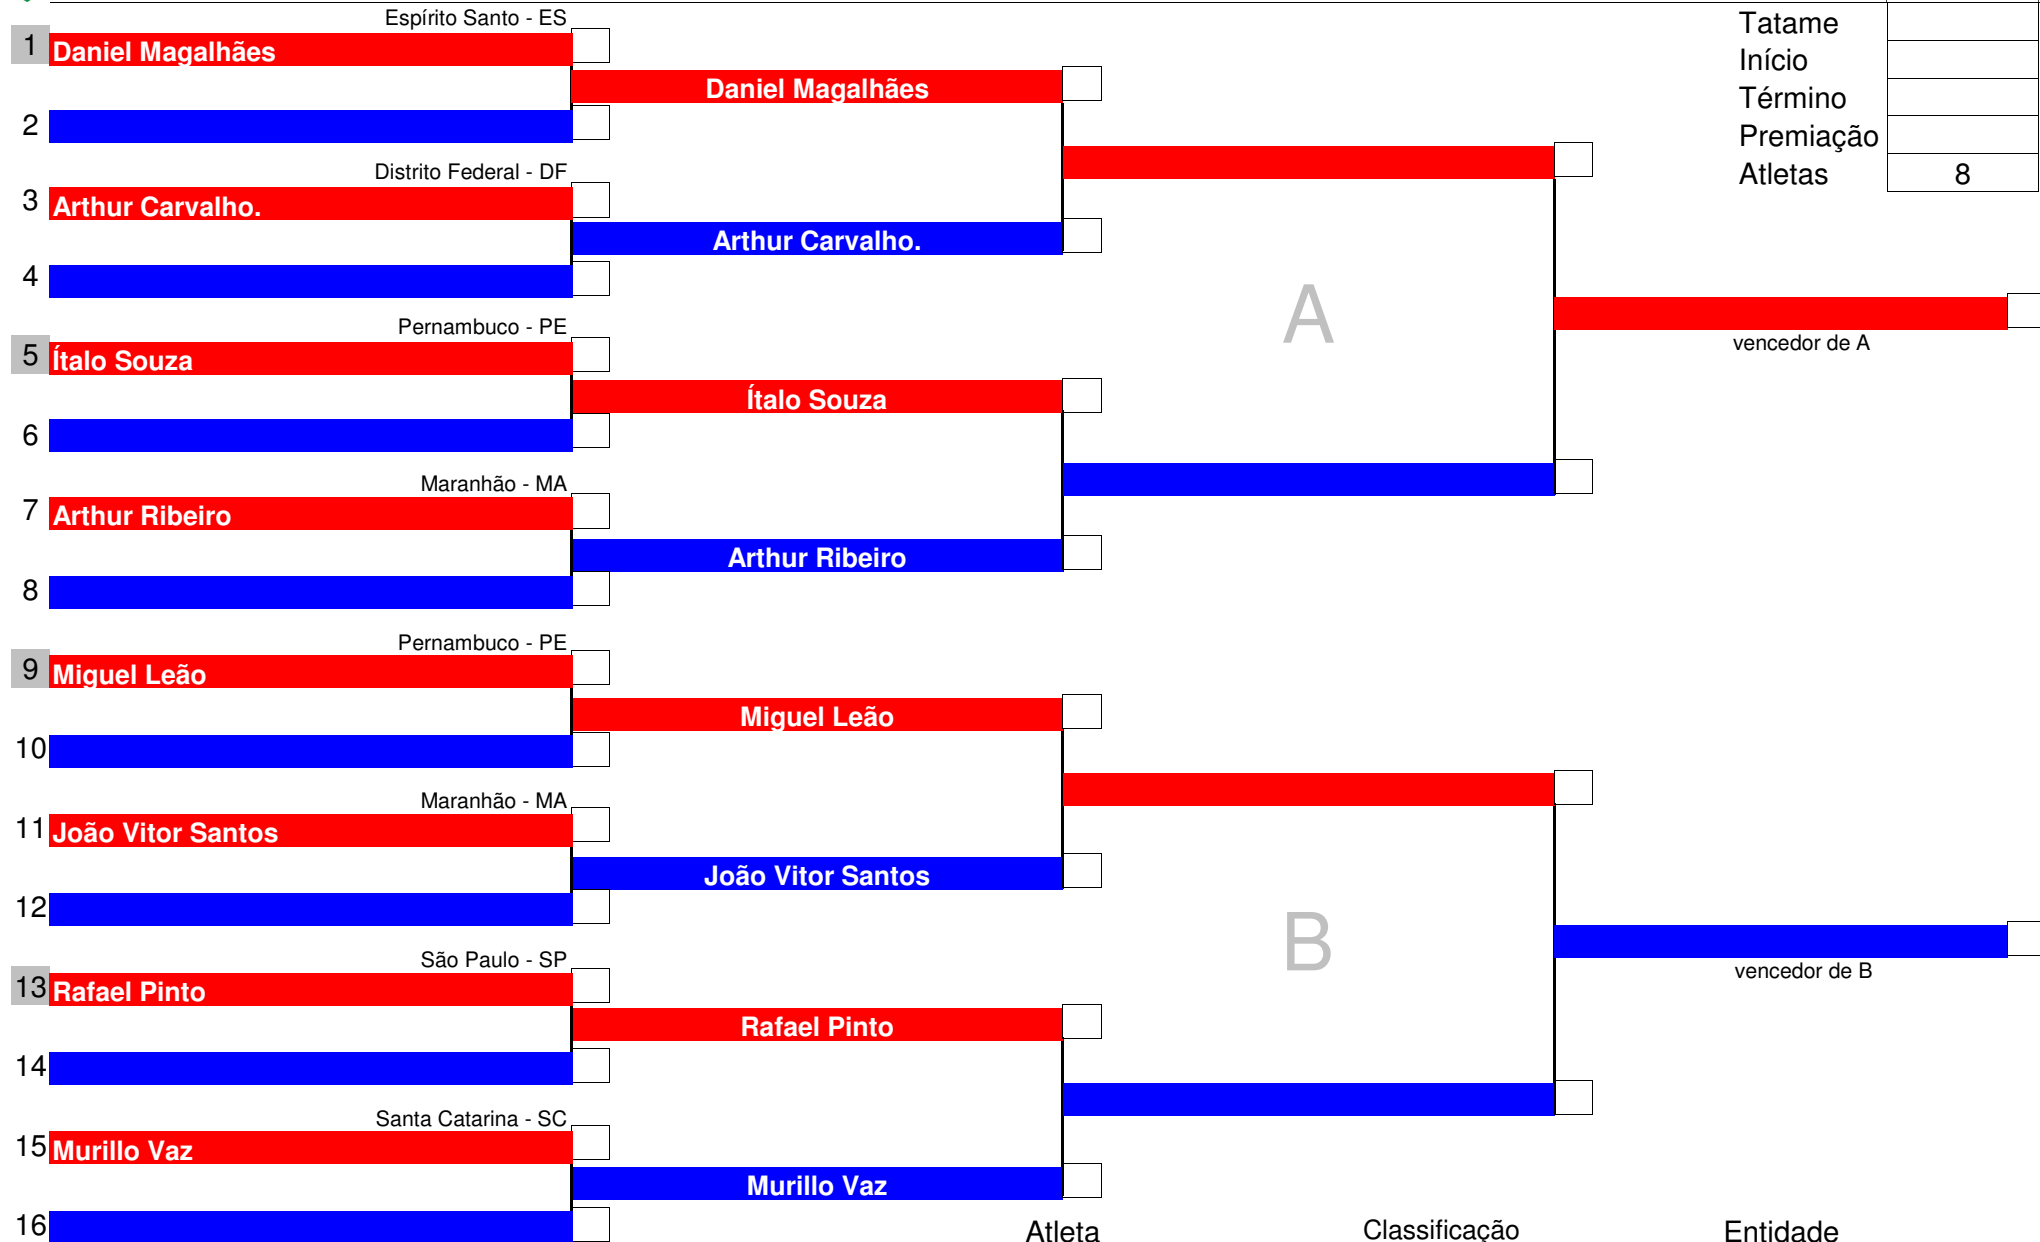 Espírito Santo - ES
Tatame
1 Daniel Magalhães
Início
Daniel Magalhães
Término
2
Premiação
Distrito Federal - DF
Atletas 8
3 Arthur Carvalho.
Arthur Carvalho.
4
A
Pernambuco - PE
vencedor de A
5 Ítalo Souza
Ítalo Souza
6
Maranhão - MA
7 Arthur Ribeiro
Arthur Ribeiro
8
Pernambuco - PE
9 Miguel Leão
Miguel Leão
10
Maranhão - MA
11 João Vitor Santos
João Vitor Santos
12
B
São Paulo - SP
vencedor de B
13 Rafael Pinto
Rafael Pinto
14
Santa Catarina - SC
15 Murillo Vaz
Murillo Vaz
16
Atleta Classificação Entidade